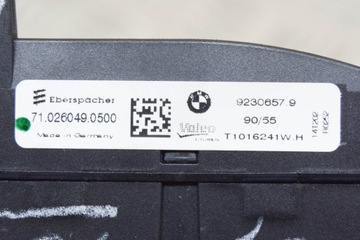 Eberspächer
71.026049.0500
Made in Germany
Valeo
9230657.9
90/55
T1016241W.H